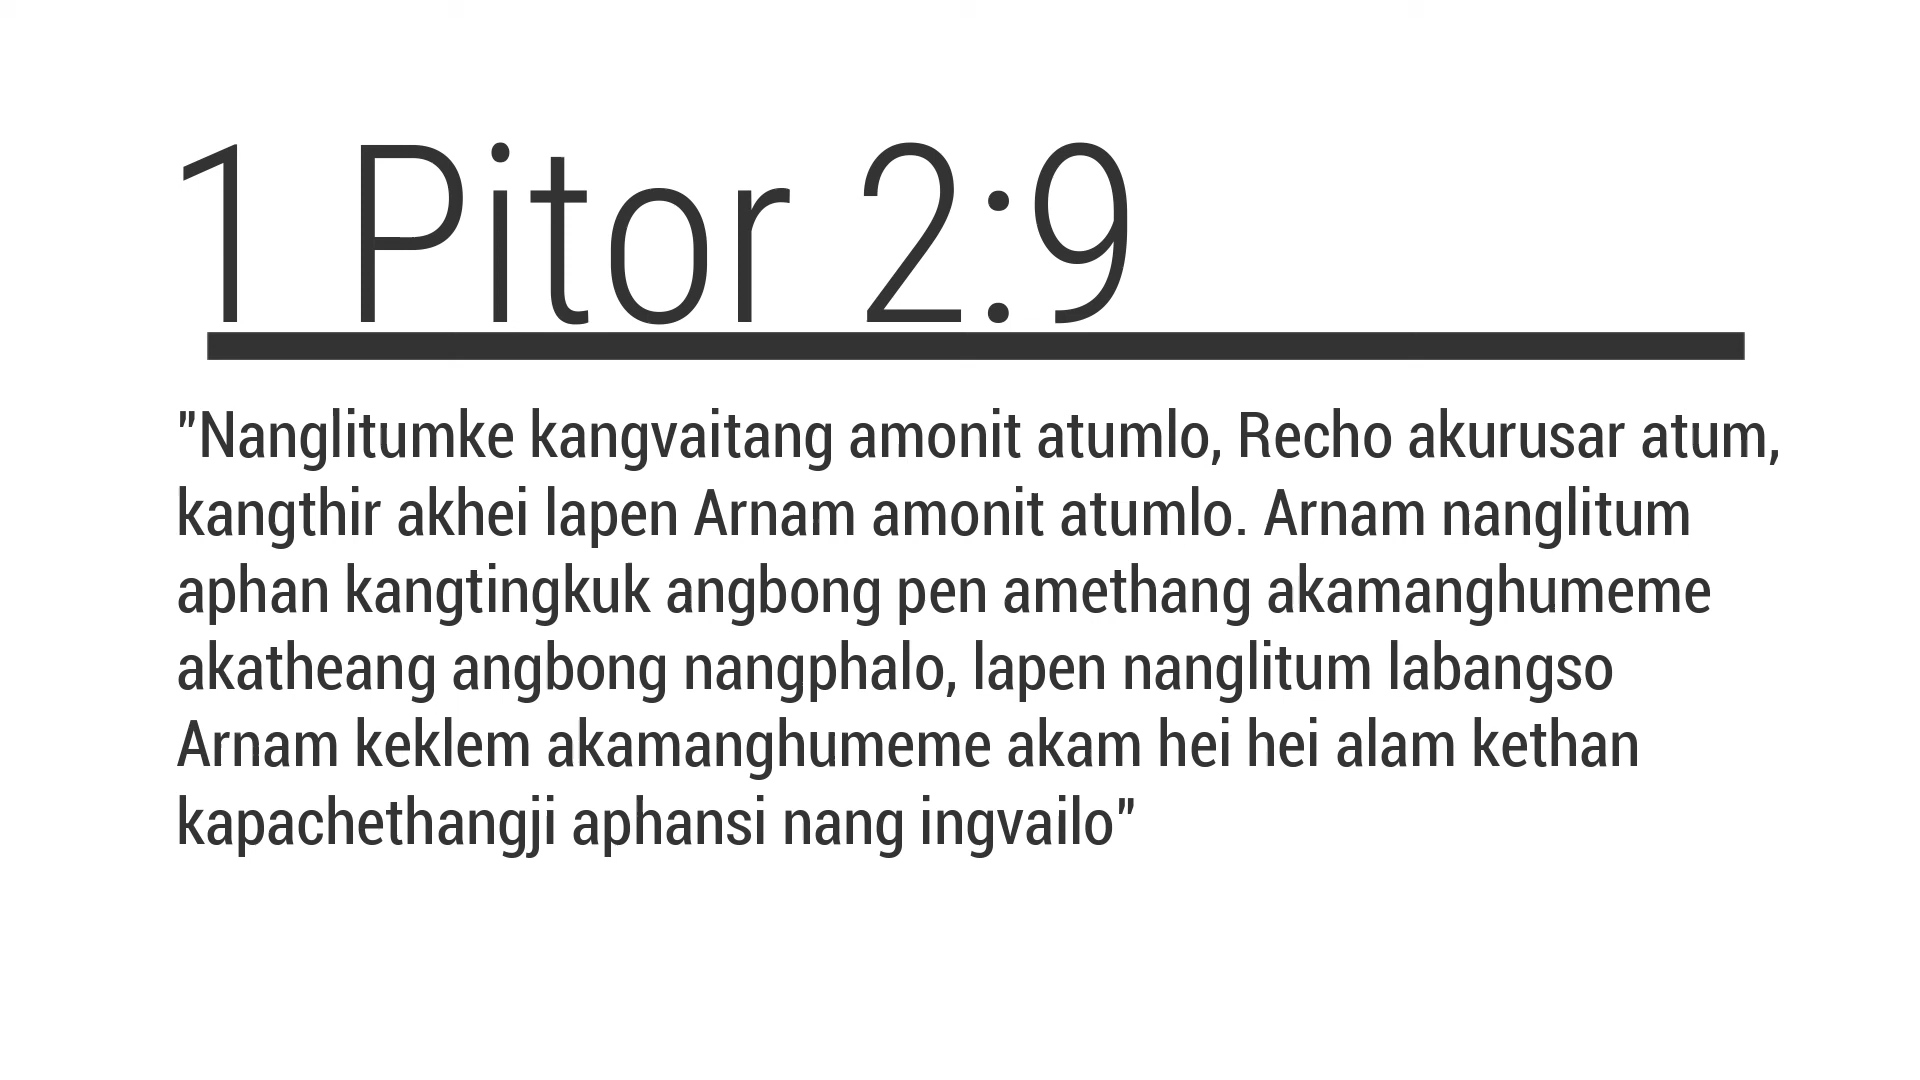 1 Pitor 2:9
"Nanglitumke kangvaitang amonit atumlo, Recho akurusar atum,
kangthir akhei lapen Arnam amonit atumlo. Arnam nanglitum
aphan kangtingkuk angbong pen amethang akamanghumeme
akatheang angbong nangphalo, lapen nanglitum labangso
Arnam keklem akamanghumeme akam hei hei alam kethan
kapachethangji aphansi nang ingvailo"